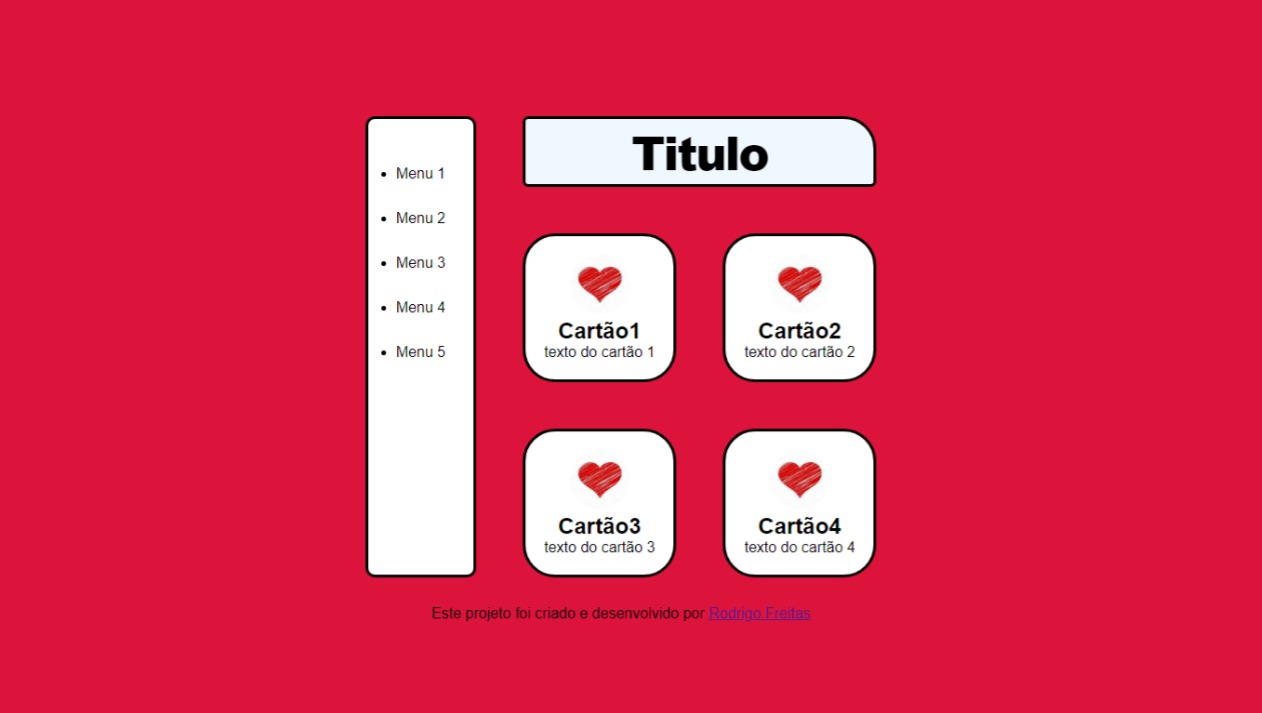 Menu 1
Menu 2
Menu 3
Menu 4
Menu 5
Titulo
Cartão1
texto do cartão 1
Cartão2
texto do cartão 2
Cartão3
texto do cartão 3
Cartão4
texto do cartão 4
Este projeto foi criado e desenvolvido por Rodrigo Freitas